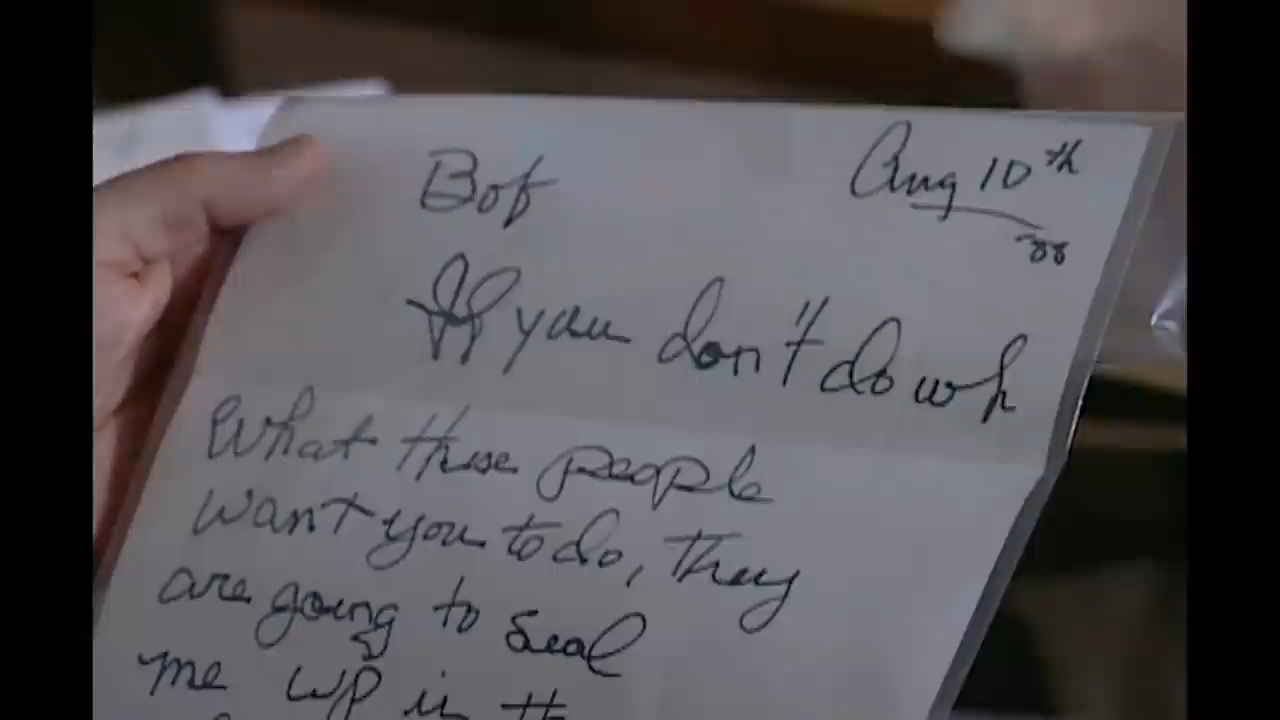 Bob
Aug 10th
'88
If you don't do wh
What these people
want you to do, they
are going to seal
me up in th